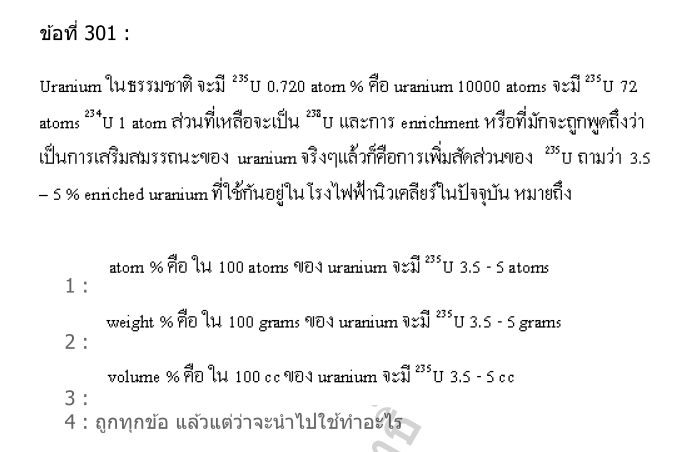 ข้อที่ 301 :
Uranium ในธรรมชาติ จะมี ²³⁵U 0.720 atom % คือ uranium 10000 atoms จะมี ²³⁵U 72
atoms ²³⁴U 1 atom ส่วนที่เหลือจะเป็น ²³⁸U และการ enrichment หรือที่มักจะถูกพูดถึงว่า
เป็นการเสริมสมรรถนะของ uranium จริงๆแล้วก็คือการเพิ่มสัดส่วนของ ²³⁵U ถามว่า 3.5
– 5 % enriched uranium ที่ใช้กันอยู่ในโรงไฟฟ้านิวเคลียร์ในปัจจุบัน หมายถึง
1 : atom % คือ ใน 100 atoms ของ uranium จะมี ²³⁵U 3.5 - 5 atoms
2 : weight % คือ ใน 100 grams ของ uranium จะมี ²³⁵U 3.5 - 5 grams
3 : volume % คือ ใน 100 cc ของ uranium จะมี ²³⁵U 3.5 - 5 cc
4 : ถูกทุกข้อ แล้วแต่ว่าจะนำไปใช้ทำอะไร